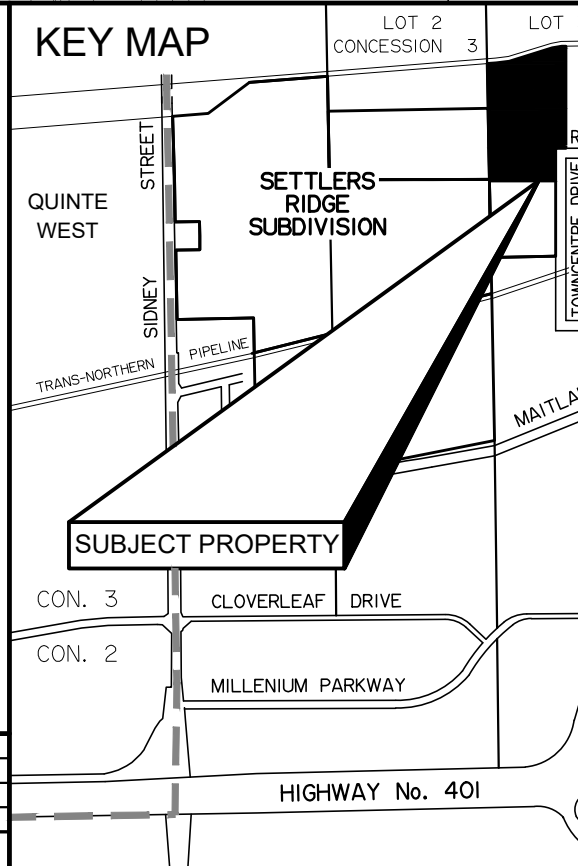 KEY MAP
LOT 2
CONCESSION 3
LOT
STREET
QUINTE
WEST
SETTLERS
RIDGE
SUBDIVISION
R
TOWNCENTRE DRIVE
SIDNEY
TRANS-NORTHERN PIPELINE
MAITLA
SUBJECT PROPERTY
CON. 3
CLOVERLEAF DRIVE
CON. 2
MILLENIUM PARKWAY
HIGHWAY No. 401